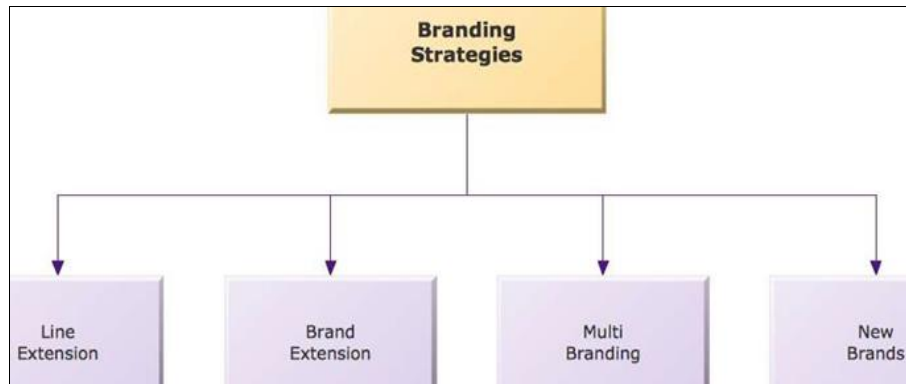 Branding
Strategies
Line
Extension
Brand
Extension
Multi
Branding
New
Brands